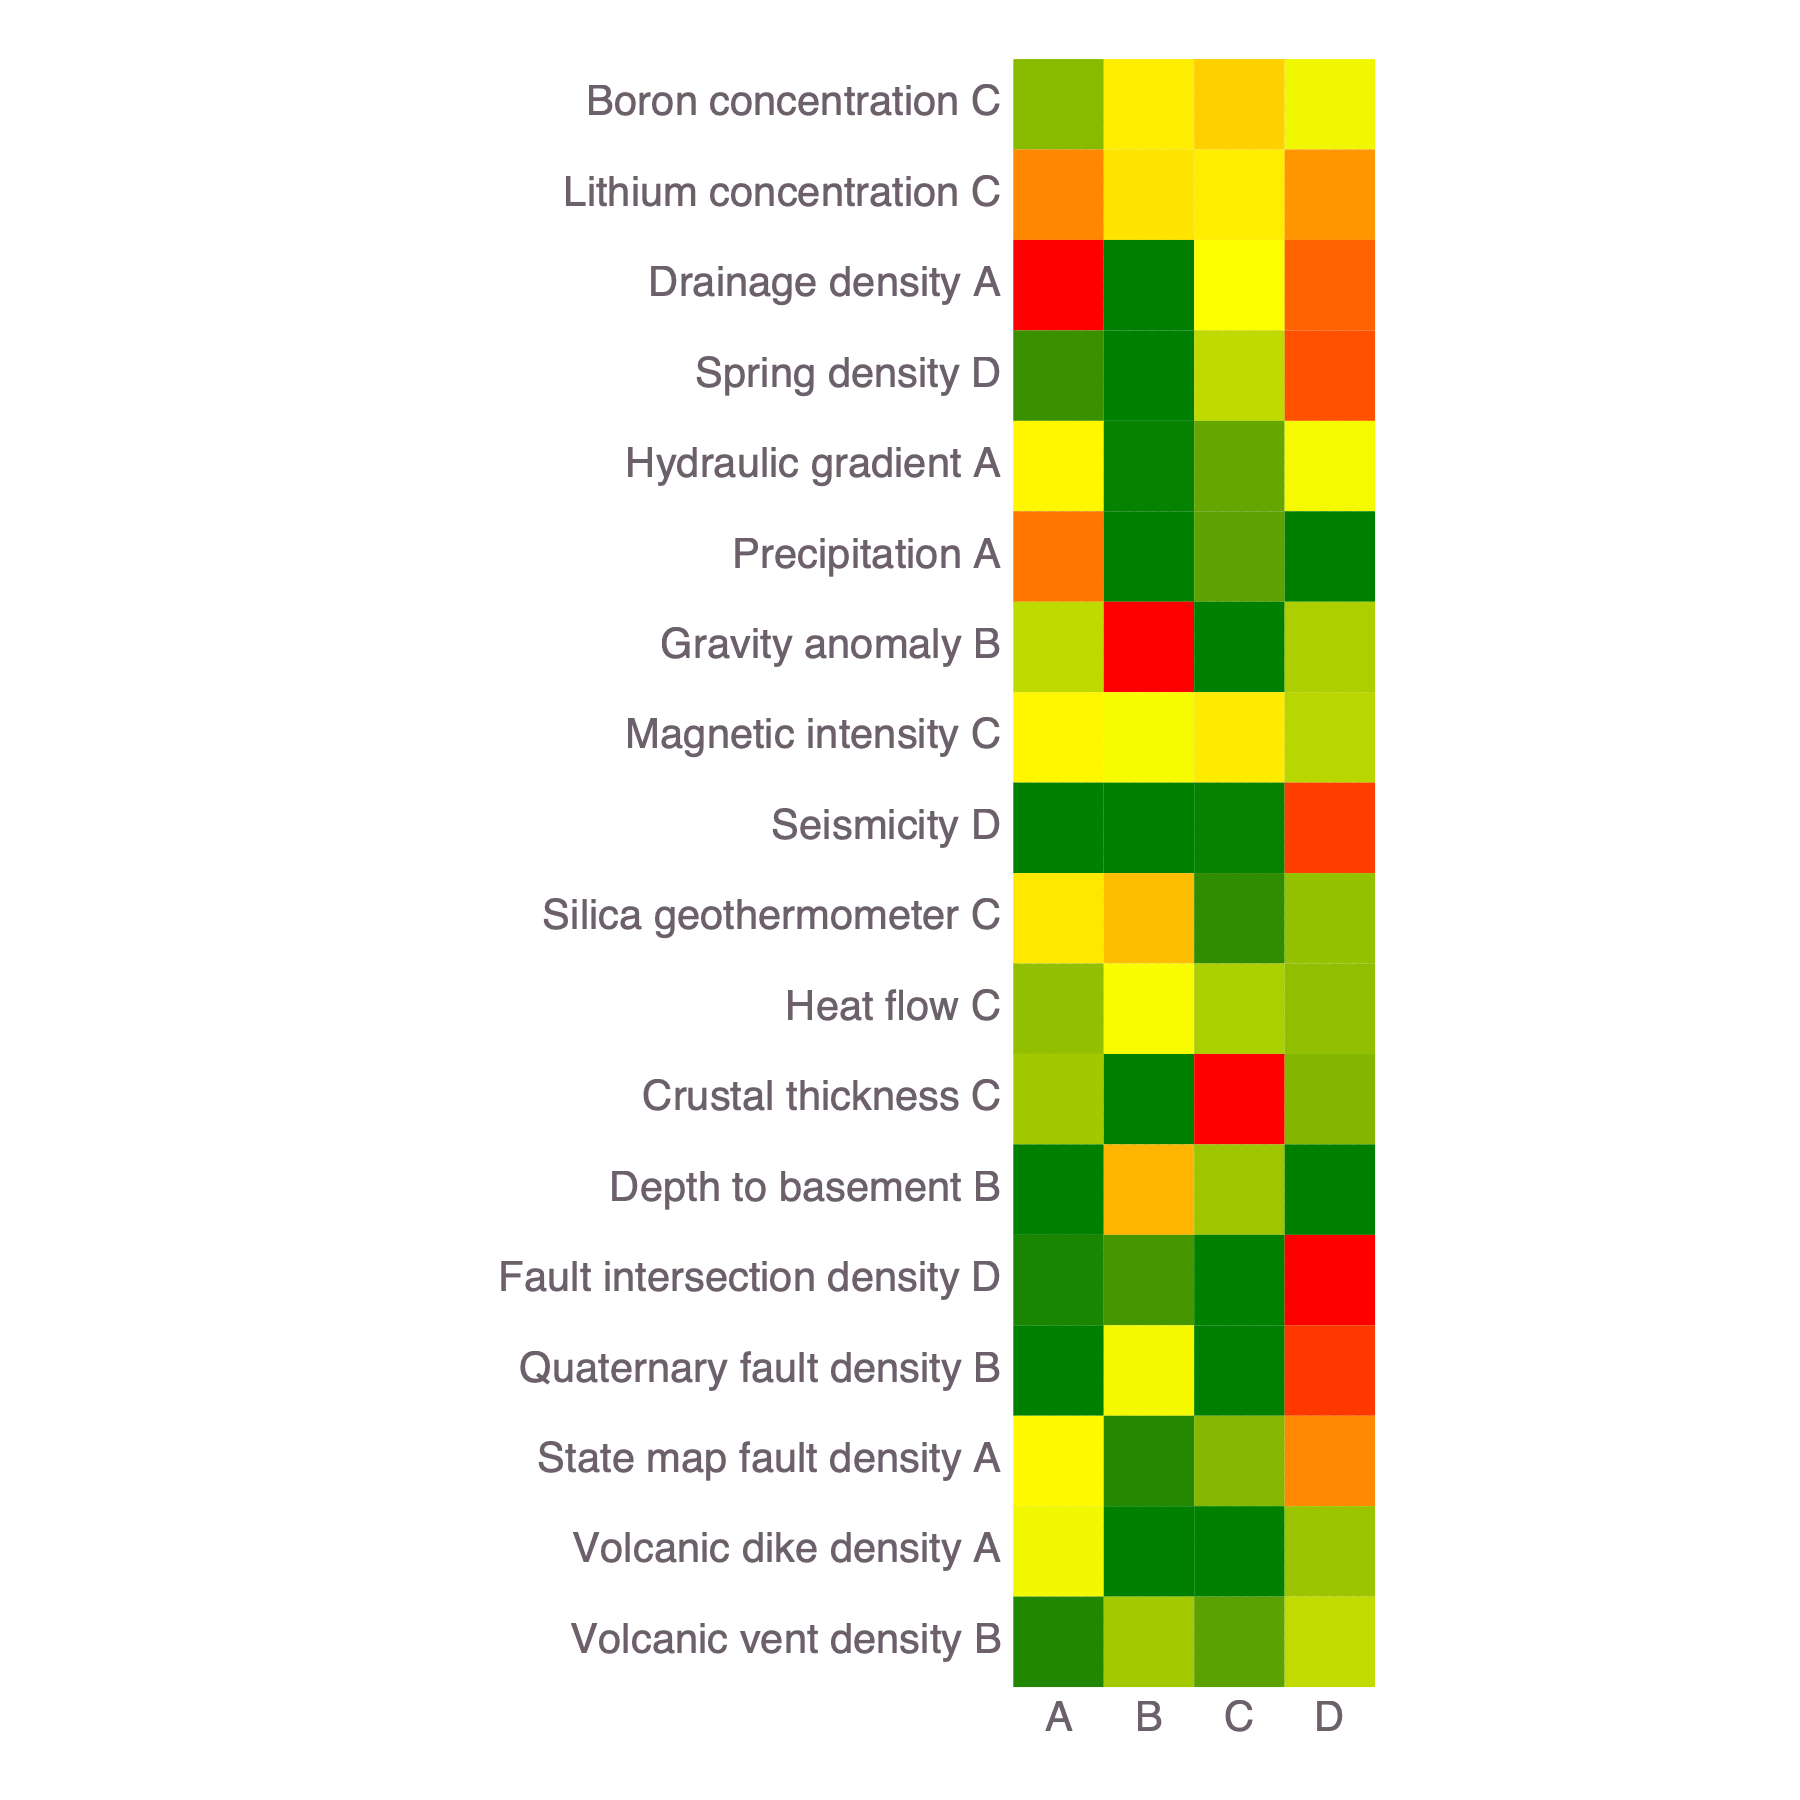 Boron concentration C
Lithium concentration C
Drainage density A
Spring density D
Hydraulic gradient A
Precipitation A
Gravity anomaly B
Magnetic intensity C
Seismicity D
Silica geothermometer C
Heat flow C
Crustal thickness C
Depth to basement B
Fault intersection density D
Quaternary fault density B
State map fault density A
Volcanic dike density A
Volcanic vent density B
A B C D